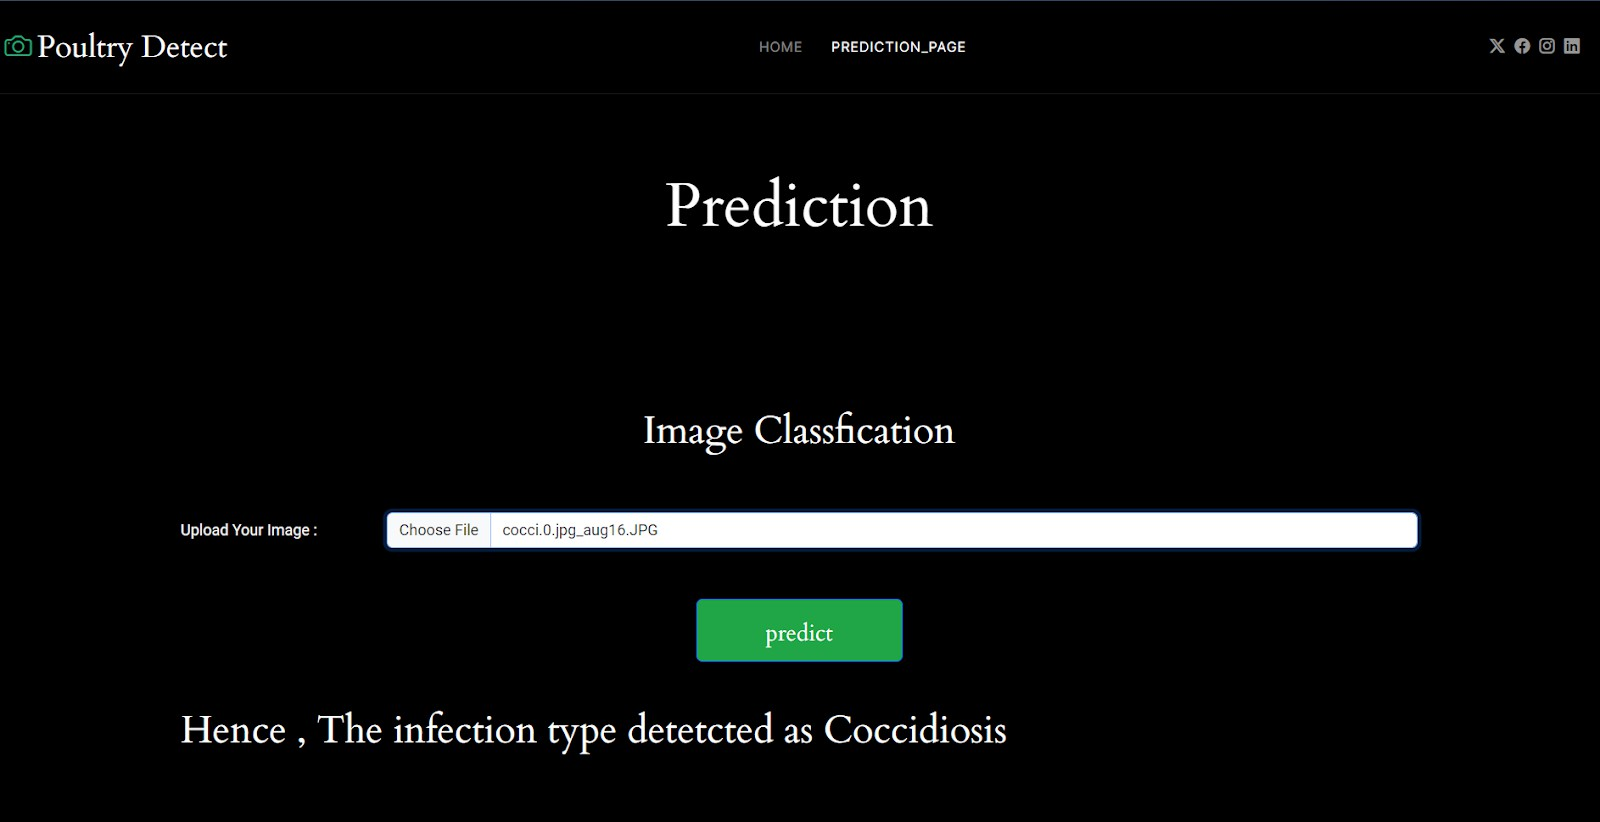 Poultry Detect
HOME PREDICTION_PAGE
Prediction
Image Classfication
Upload Your Image : Choose File cocci.0.jpg_aug16.JPG
predict
Hence , The infection type detetcted as Coccidiosis